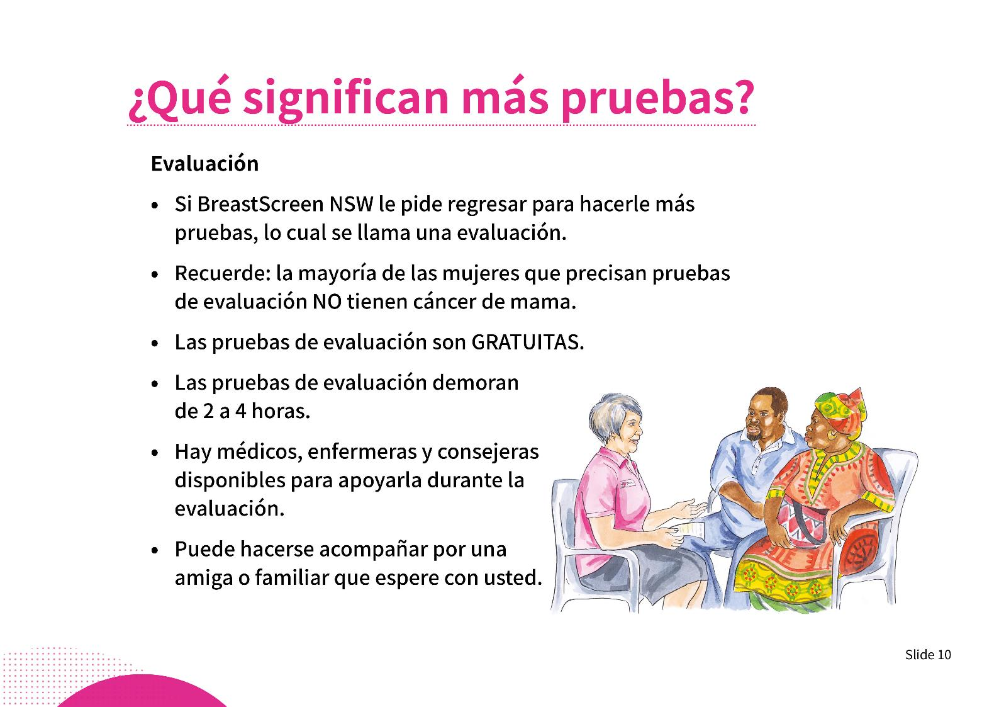 ¿Qué significan más pruebas?
Evaluación
• Si BreastScreen NSW le pide regresar para hacerle más
pruebas, lo cual se llama una evaluación.
• Recuerde: la mayoría de las mujeres que precisan pruebas
de evaluación NO tienen cáncer de mama.
• Las pruebas de evaluación son GRATUITAS.
• Las pruebas de evaluación demoran
de 2 a 4 horas.
• Hay médicos, enfermeras y consejeras
disponibles para apoyarla durante la
evaluación.
• Puede hacerse acompañar por una
amiga o familiar que espere con usted.
Slide 10